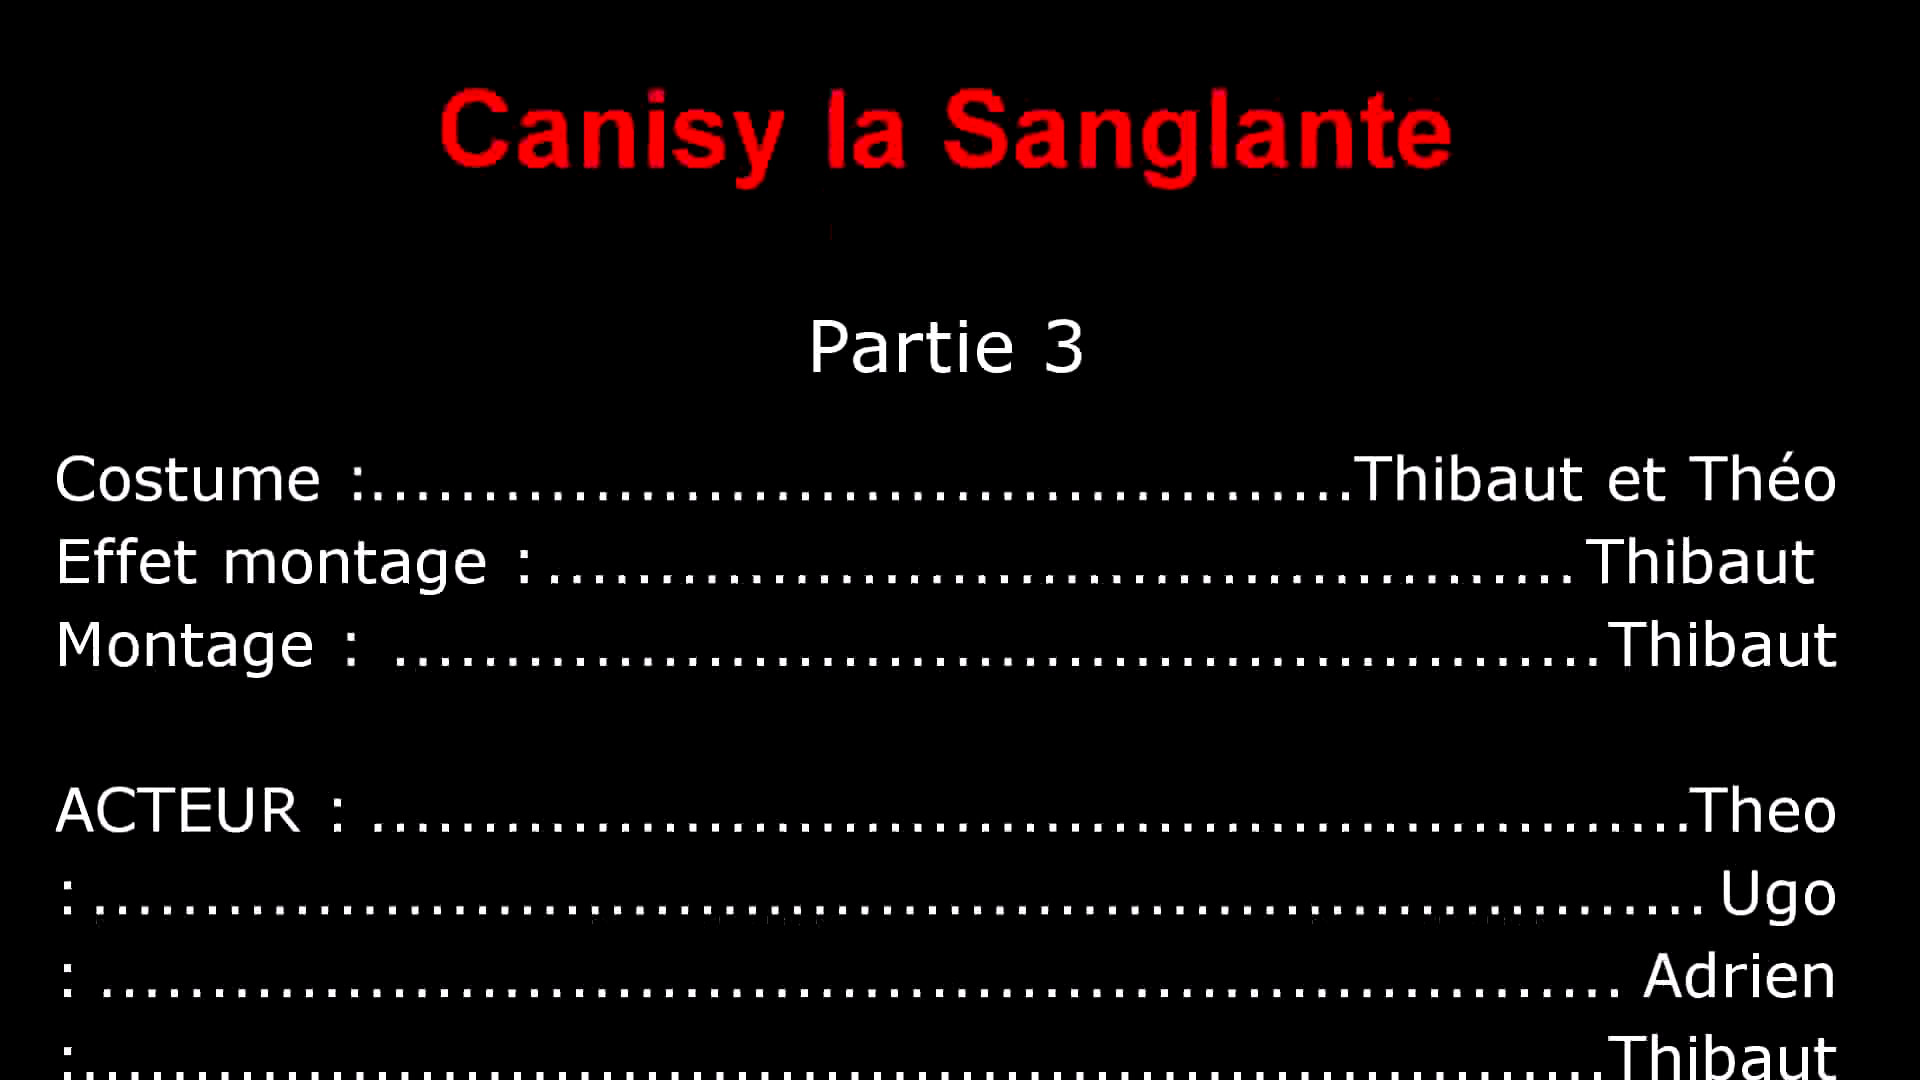 Canisy la Sanglante
Partie 3
Costume :............................................Thibaut et Théo
Effet montage :.............................................. Thibaut
Montage : ......................................................Thibaut
ACTEUR : ...........................................................Theo
:........................................................................ Ugo
: .................................................................... Adrien
:.....................................................................Thibaut